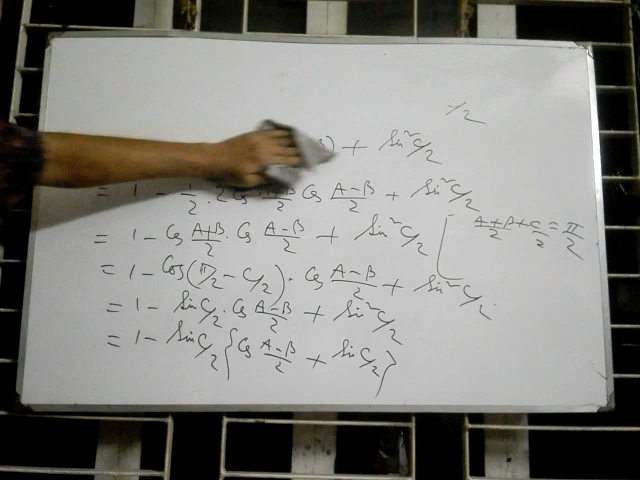 1/2
) + Sin²C/2
= 1 - 1/2 . 2 Cos (A+B)/2 Cos (A-B)/2 + Sin²C/2
= 1 - Cos (A+B)/2 . Cos (A-B)/2 + Sin²C/2
(A+B)/2 + C/2 = π/2
= 1 - Cos(π/2 - C/2) . Cos (A-B)/2 + Sin²C/2
= 1 - Sin C/2 . Cos (A-B)/2 + Sin²C/2
= 1 - Sin C/2 { Cos (A-B)/2 + Sin C/2 }